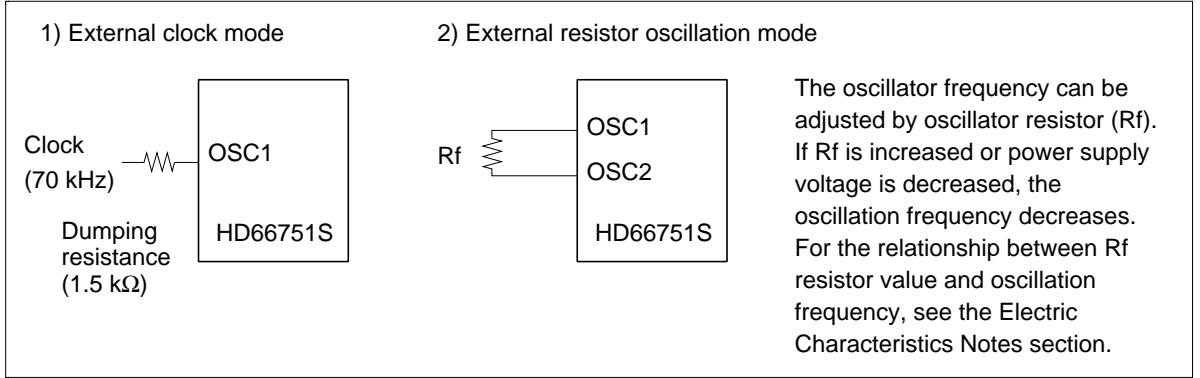 1) External clock mode
Clock
(70 kHz)
OSC1
Dumping
resistance
(1.5 kΩ)
HD66751S
2) External resistor oscillation mode
Rf
OSC1
OSC2
HD66751S
The oscillator frequency can be
adjusted by oscillator resistor (Rf).
If Rf is increased or power supply
voltage is decreased, the
oscillation frequency decreases.
For the relationship between Rf
resistor value and oscillation
frequency, see the Electric
Characteristics Notes section.